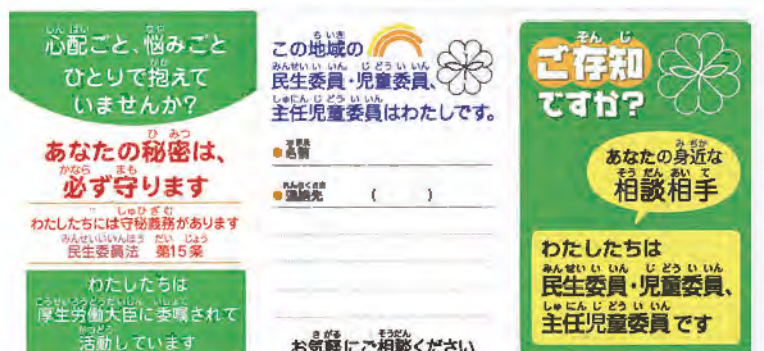 心配ごと、悩みごと
ひとりで抱えて
いませんか?
あなたの秘密は、
必ず守ります
わたしたちには守秘義務があります
民生委員法 第15条
わたしたちは
厚生労働大臣に委嘱されて
活動しています
この地域の
民生委員・児童委員、
主任児童委員はわたしです。
名前
連絡先 ( )
お気軽にご相談ください
ご存知
ですか?
あなたの身近な
相談相手
わたしたちは
民生委員・児童委員、
主任児童委員です